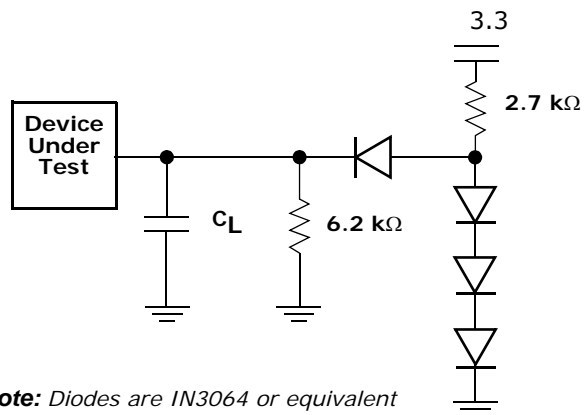 3.3
2.7 kΩ
Device
Under
Test
CL
6.2 kΩ
ote: Diodes are IN3064 or equivalent